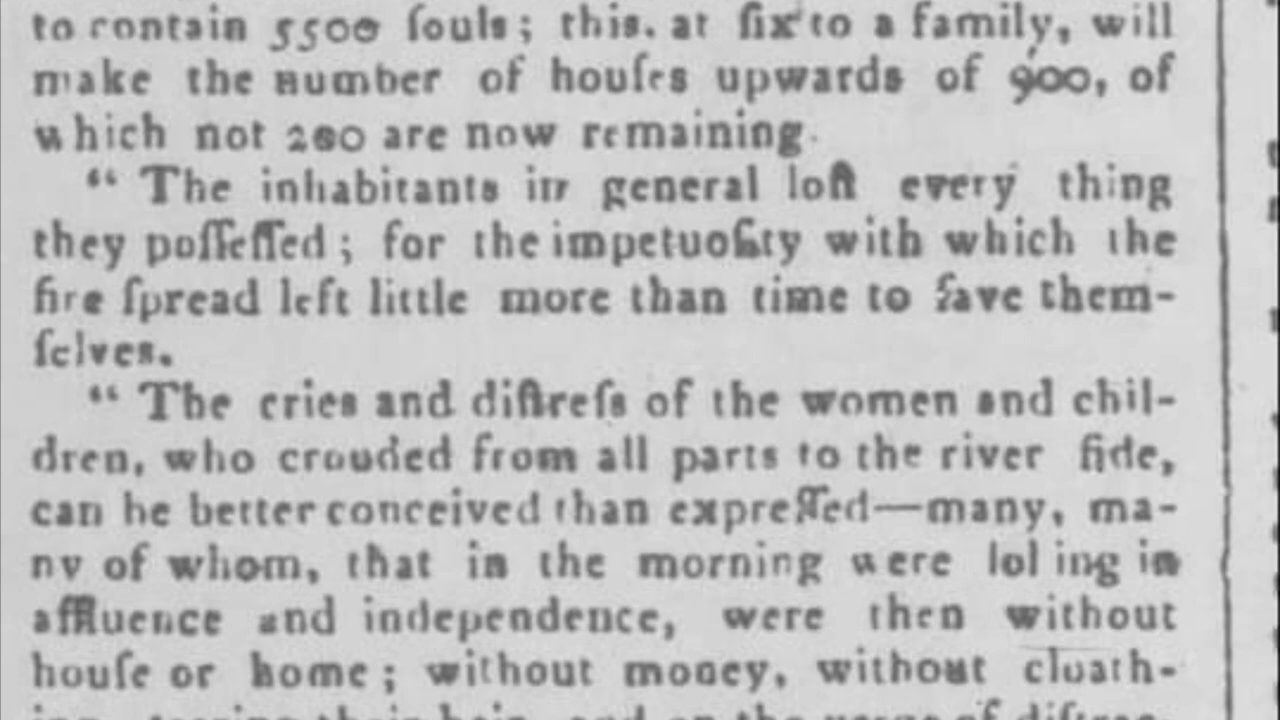 to contain 5500 ſouls; this. at ſix to a family, will
make the number of houſes upwards of 900, of
which not 280 are now remaining.
“ The inhabitants in general loſt every thing
they poſſeſſed; for the impetuoſity with which the
fire ſpread left little more than time to ſave them-
ſelves.
“ The cries and diſtreſs of the women and chil-
dren, who crouded from all parts to the river ſide,
can be better conceived than expreſſed—many, ma-
ny of whom, that in the morning were lolling in
affluence and independence, were then without
houſe or home; without money, without cloath-